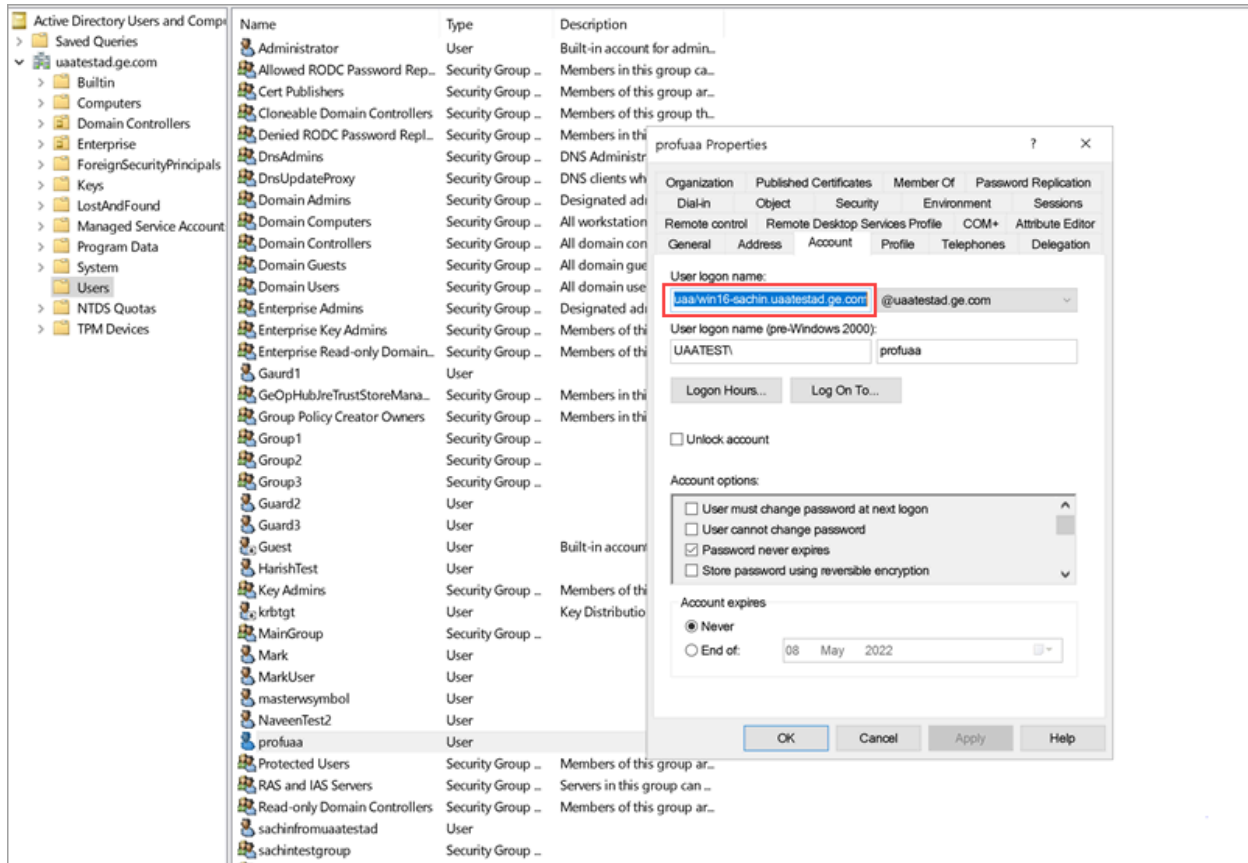 Active Directory Users and Compu
Saved Queries
uaatestad.ge.com
Builtin
Computers
Domain Controllers
Enterprise
ForeignSecurityPrincipals
Keys
LostAndFound
Managed Service Account
Program Data
System
Users
NTDS Quotas
TPM Devices
Name Type Description
Administrator User Built-in account for admin...
Allowed RODC Password Rep... Security Group ... Members in this group ca...
Cert Publishers Security Group ... Members of this group ar...
Cloneable Domain Controllers Security Group ... Members of this group th...
Denied RODC Password Repl... Security Group ... Members in thi
DnsAdmins Security Group ... DNS Administr
DnsUpdateProxy Security Group ... DNS clients wh
Domain Admins Security Group ... Designated adi
Domain Computers Security Group ... All workstation
Domain Controllers Security Group ... All domain con
Domain Guests Security Group ... All domain gue
Domain Users Security Group ... All domain use
Enterprise Admins Security Group ... Designated adi
Enterprise Key Admins Security Group ... Members of thi
Enterprise Read-only Domain... Security Group ... Members of thi
Gaurd1 User
GeOpHubJreTrustStoreMana... Security Group ... Members in thi
Group Policy Creator Owners Security Group ... Members in thi
Group1 Security Group ...
Group2 Security Group ...
Group3 Security Group ...
Guard2 User
Guard3 User
Guest User Built-in account
HarishTest User
Key Admins Security Group ... Members of thi
krbtgt User Key Distributio
MainGroup Security Group ...
Mark User
MarkUser User
masterwsymbol User
NaveenTest2 User
profuaa User
Protected Users Security Group ... Members of this group ar...
RAS and IAS Servers Security Group ... Servers in this group can ...
Read-only Domain Controllers Security Group ... Members of this group ar...
sachinfromuaatestad User
sachintestgroup Security Group ...
profuaa Properties ? ×
Organization Published Certificates Member Of Password Replication
Dial-in Object Security Environment Sessions
Remote control Remote Desktop Services Profile COM+ Attribute Editor
General Address Account Profile Telephones Delegation
User logon name:
uaa/win16-sachin.uaatestad.ge.com @uaatestad.ge.com
User logon name (pre-Windows 2000):
UAATEST\ profuaa
Logon Hours... Log On To...
Unlock account
Account options:
User must change password at next logon
User cannot change password
Password never expires
Store password using reversible encryption
Account expires
Never
End of: 08 May 2022
OK Cancel Apply Help